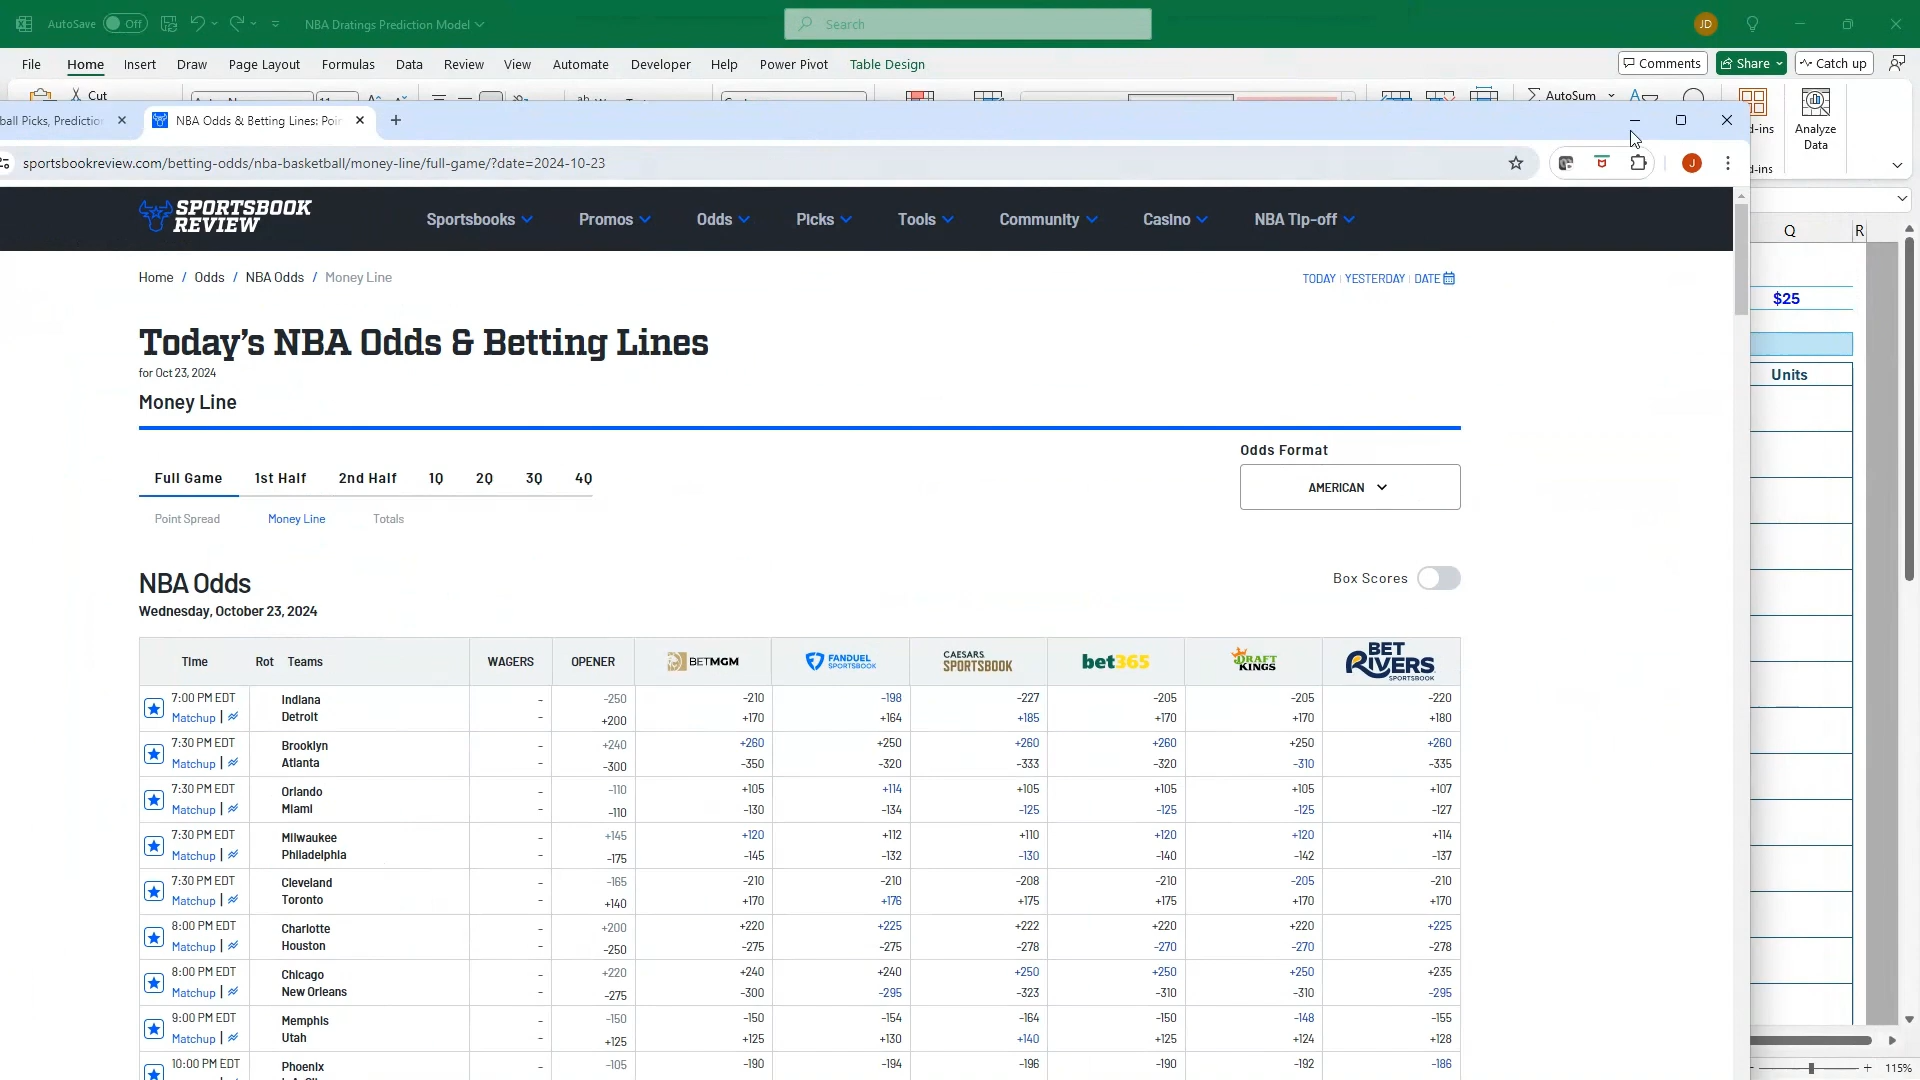 AutoSave Off NBA Dratings Prediction Model Search JD
File Home Insert Draw Page Layout Formulas Data Review View Automate Developer Help Power Pivot Table Design Comments Share Catch up
Cut AutoSum
ball Picks, Predictio NBA Odds & Betting Lines: Poi d-ins Analyze Data
sportsbookreview.com/betting-odds/nba-basketball/money-line/full-game/?date=2024-10-23 J d-ins
SPORTSBOOK REVIEW Sportsbooks Promos Odds Picks Tools Community Casino NBA Tip-off
Q R
Home / Odds / NBA Odds / Money Line TODAY | YESTERDAY | DATE
$25
Today's NBA Odds & Betting Lines
for Oct 23, 2024
Units
Money Line
Odds Format
Full Game 1st Half 2nd Half 1Q 2Q 3Q 4Q AMERICAN
Point Spread Money Line Totals
NBA Odds Box Scores
Wednesday, October 23, 2024
Time Rot Teams WAGERS OPENER BETMGM FANDUEL SPORTSBOOK CAESARS SPORTSBOOK bet365 DRAFT KINGS BET RIVERS SPORTSBOOK
7:00 PM EDT Indiana - -250 -210 -198 -227 -205 -205 -220
Matchup | Detroit - +200 +170 +164 +185 +170 +170 +180
7:30 PM EDT Brooklyn - +240 +260 +250 +260 +260 +250 +260
Matchup | Atlanta - -300 -350 -320 -333 -320 -310 -335
7:30 PM EDT Orlando - -110 +105 +114 +105 +105 +105 +107
Matchup | Miami - -110 -130 -134 -125 -125 -125 -127
7:30 PM EDT Milwaukee - +145 +120 +112 +110 +120 +120 +114
Matchup | Philadelphia - -175 -145 -132 -130 -140 -142 -137
7:30 PM EDT Cleveland - -165 -210 -210 -208 -210 -205 -210
Matchup | Toronto - +140 +170 +176 +175 +175 +170 +170
8:00 PM EDT Charlotte - +200 +220 +225 +222 +220 +220 +225
Matchup | Houston - -250 -275 -275 -278 -270 -270 -278
8:00 PM EDT Chicago - +220 +240 +240 +250 +250 +250 +235
Matchup | New Orleans - -275 -300 -295 -323 -310 -310 -295
9:00 PM EDT Memphis - -150 -150 -154 -164 -150 -148 -155
Matchup | Utah - +125 +125 +130 +140 +125 +124 +128
10:00 PM EDT Phoenix -105 -190 -194 -196 -190 -192 -186
115%